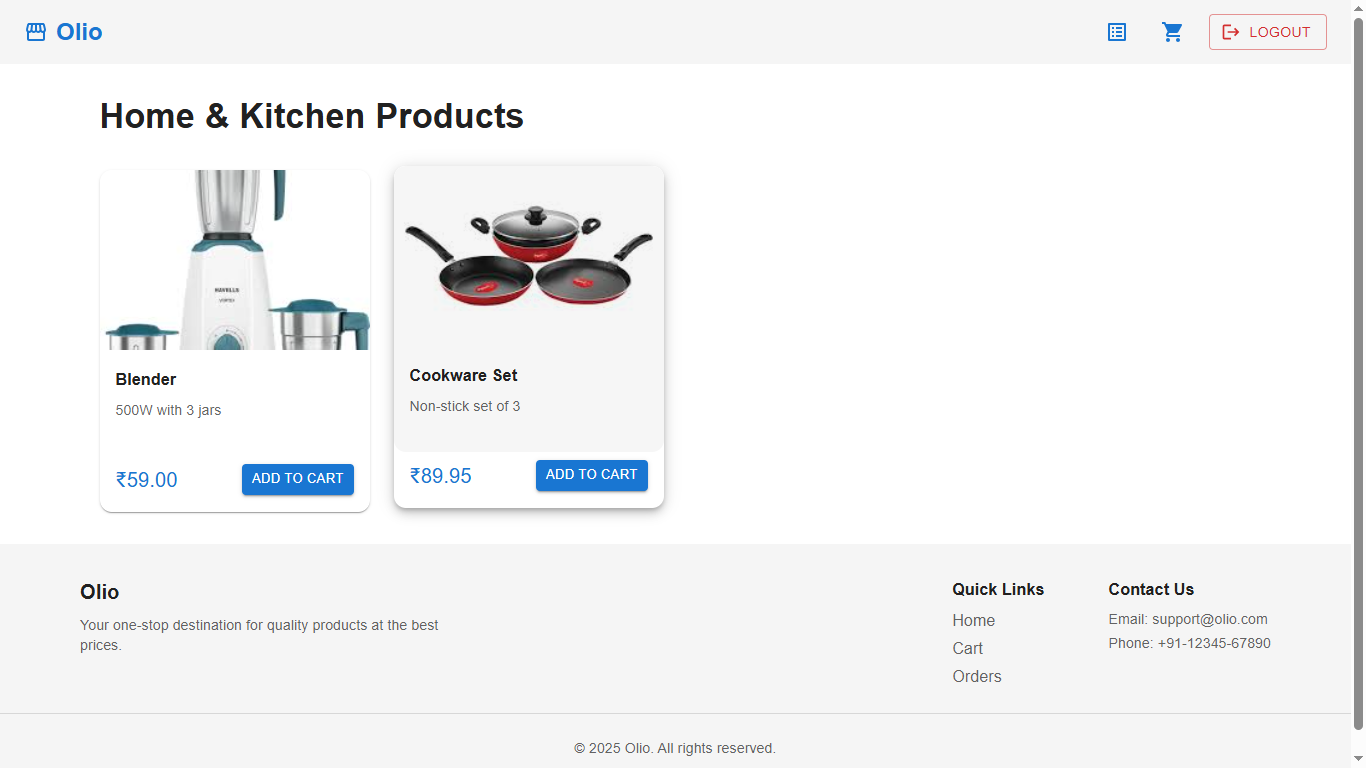 Olio
LOGOUT
Home & Kitchen Products
HAVELLS
Blender
500W with 3 jars
₹59.00
ADD TO CART
Cookware Set
Non-stick set of 3
₹89.95
ADD TO CART
Olio
Your one-stop destination for quality products at the best
prices.
Quick Links
Home
Cart
Orders
Contact Us
Email: support@olio.com
Phone: +91-12345-67890
© 2025 Olio. All rights reserved.